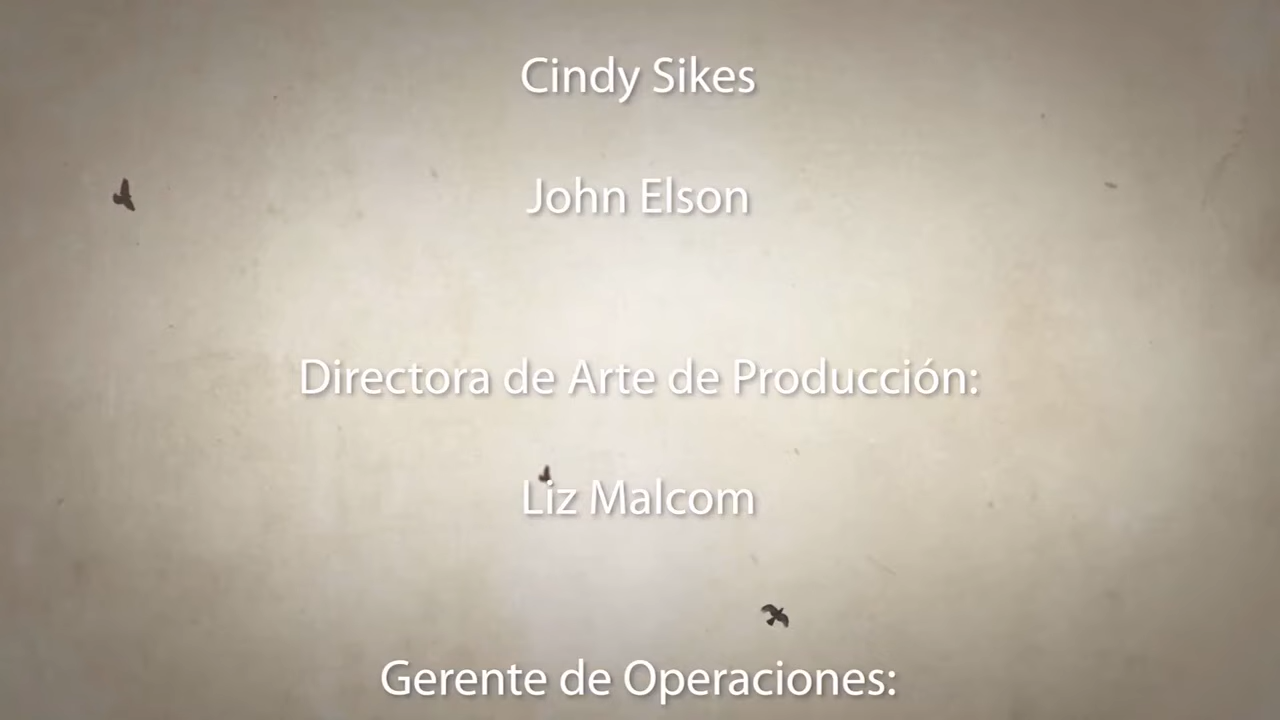 Cindy Sikes
John Elson
Directora de Arte de Producción:
Liz Malcom
Gerente de Operaciones: